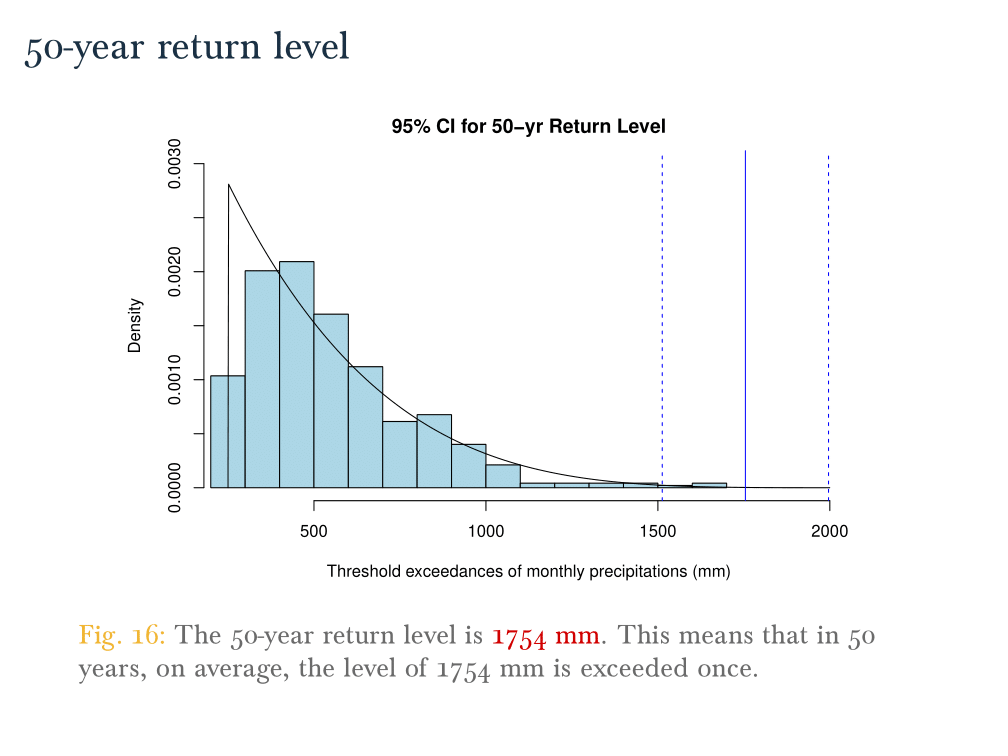 50-year return level
95% CI for 50−yr Return Level
0.0030
0.0020
0.0010
0.0000
Density
500 1000 1500 2000
Threshold exceedances of monthly precipitations (mm)
Fig. 16: The 50-year return level is 1754 mm. This means that in 50
years, on average, the level of 1754 mm is exceeded once.